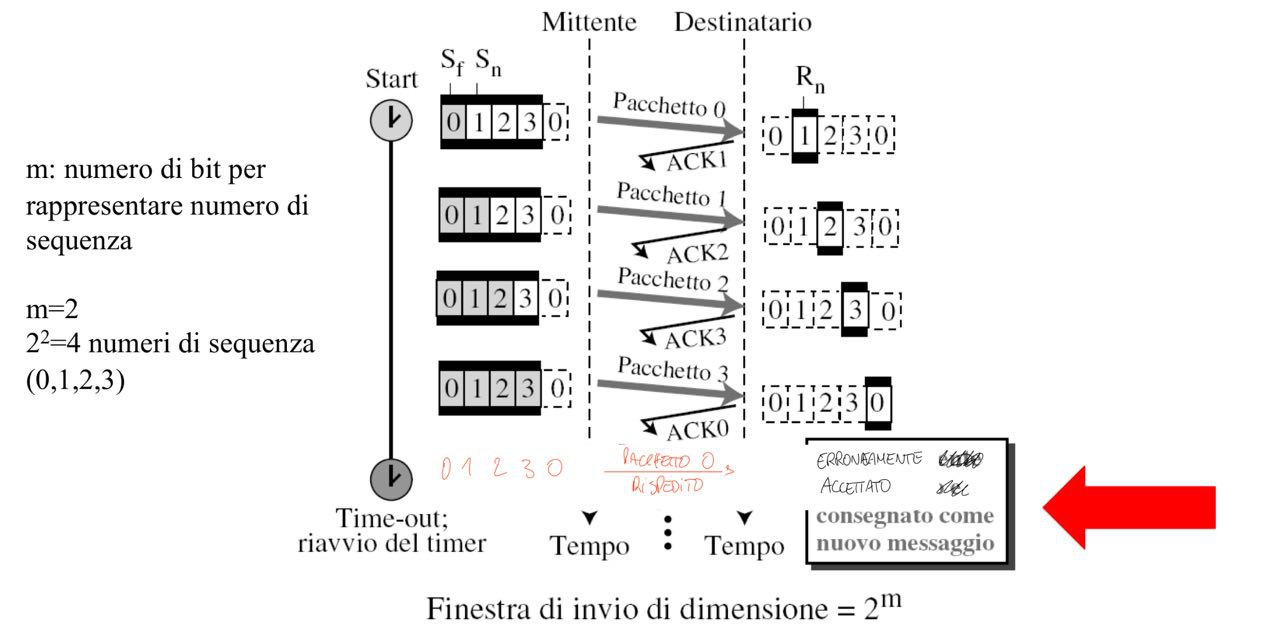 Mittente Destinatario
Start
S_f S_n
R_n
0 1 2 3 0
Pacchetto 0
0 1 2 3 0
ACK1
m: numero di bit per
rappresentare numero di
sequenza
m=2
2²=4 numeri di sequenza
(0,1,2,3)
0 1 2 3 0
Pacchetto 1
0 1 2 3 0
ACK2
0 1 2 3 0
Pacchetto 2
0 1 2 3 0
ACK3
0 1 2 3 0
Pacchetto 3
0 1 2 3 0
ACK0
0 1 2 3 0
PACCHETTO 0
RISPEDITO
ERRONEAMENTE
ACCETTATO
consegnato come
nuovo messaggio
Time-out;
riavvio del timer
Tempo
Tempo
Finestra di invio di dimensione = 2^m